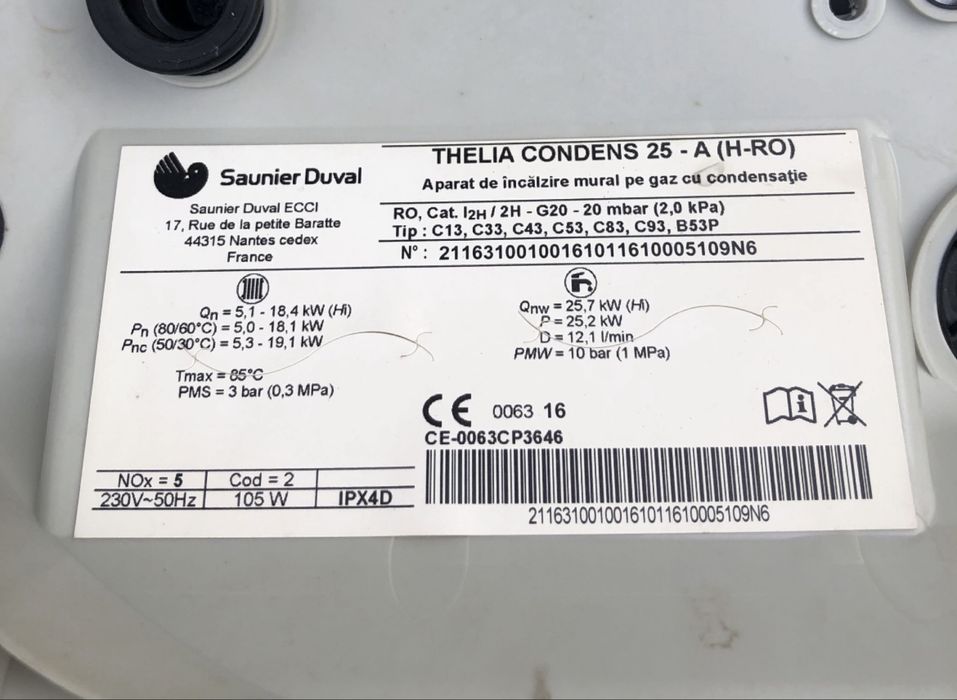 Saunier Duval
Saunier Duval ECCI
17, Rue de la petite Baratte
44315 Nantes cedex
France
THELIA CONDENS 25 - A (H-RO)
Aparat de încălzire mural pe gaz cu condensaţie
RO, Cat. I2H / 2H - G20 - 20 mbar (2,0 kPa)
Tip : C13, C33, C43, C53, C83, C93, B53P
N° : 21163100100161011610005109N6
Qn = 5,1 - 18,4 kW (Hi)
Pn (80/60°C) = 5,0 - 18,1 kW
Pnc (50/30°C) = 5,3 - 19,1 kW
Tmax = 85°C
PMS = 3 bar (0,3 MPa)
Qnw = 25,7 kW (Hi)
P = 25,2 kW
D = 12,1 l/min
PMW = 10 bar (1 MPa)
CE 0063 16
CE-0063CP3646
NOx = 5 Cod = 2
230V~50Hz 105 W IPX4D
21163100100161011610005109N6